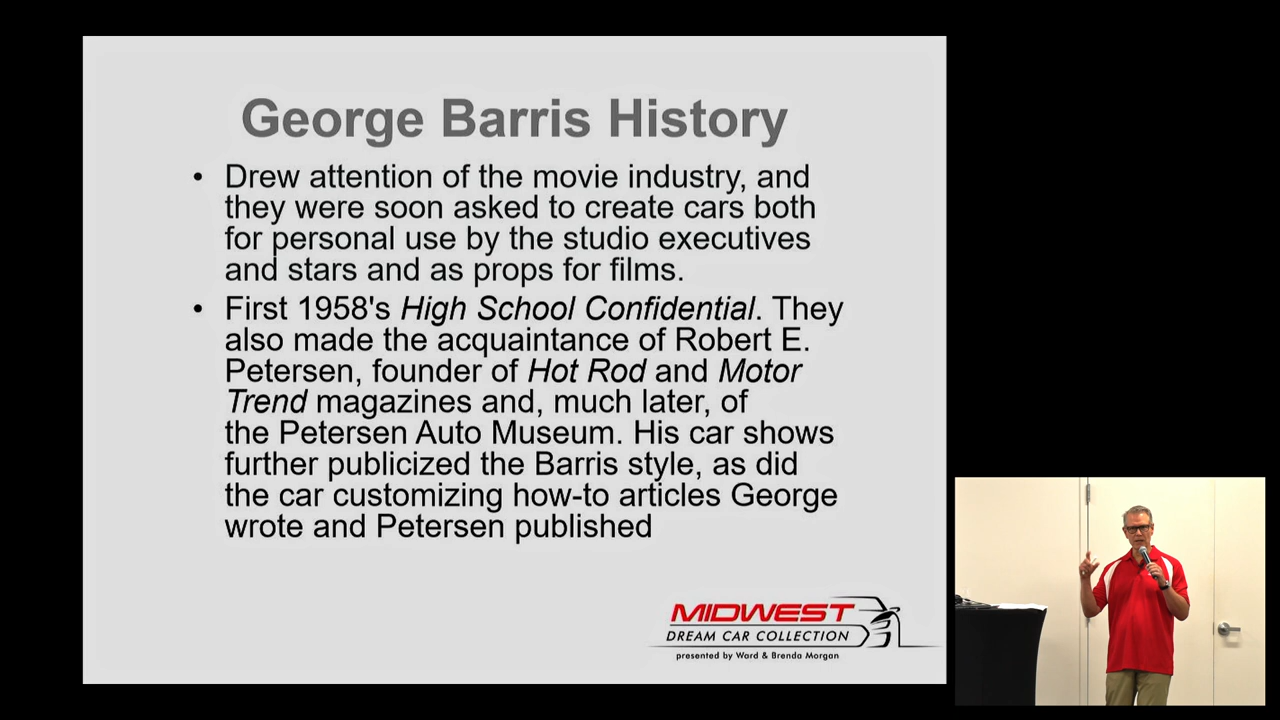 George Barris History
• Drew attention of the movie industry, and
they were soon asked to create cars both
for personal use by the studio executives
and stars and as props for films.
• First 1958's High School Confidential. They
also made the acquaintance of Robert E.
Petersen, founder of Hot Rod and Motor
Trend magazines and, much later, of
the Petersen Auto Museum. His car shows
further publicized the Barris style, as did
the car customizing how-to articles George
wrote and Petersen published
MIDWEST
DREAM CAR COLLECTION
presented by Ward & Brenda Morgan